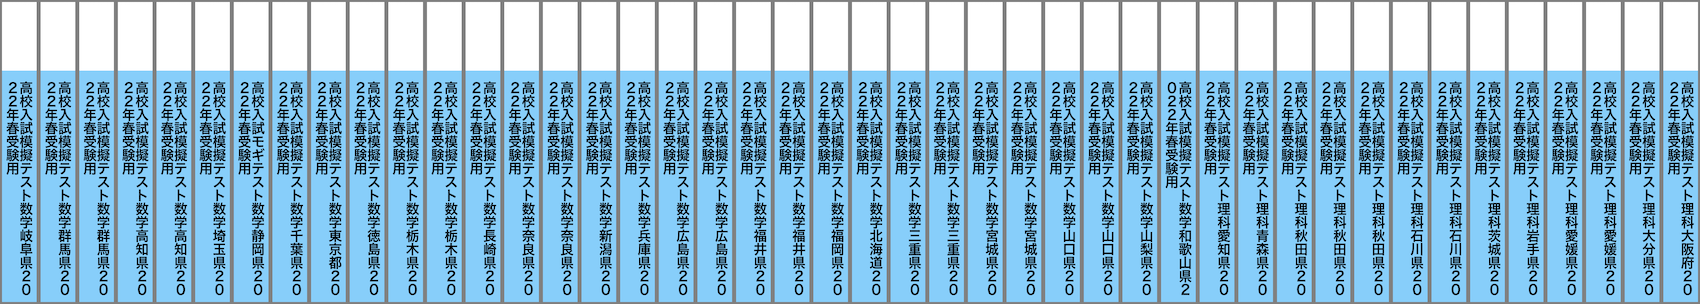 高校入試模擬テスト数学岐阜県２０
２２年春受験用
高校入試模擬テスト数学群馬県２０
２２年春受験用
高校入試模擬テスト数学群馬県２０
２２年春受験用
高校入試模擬テスト数学高知県２０
２２年春受験用
高校入試模擬テスト数学高知県２０
２２年春受験用
高校入試模擬テスト数学埼玉県２０
２２年春受験用
高校入試モギテスト数学静岡県２０
２２年春受験用
高校入試模擬テスト数学千葉県２０
２２年春受験用
高校入試模擬テスト数学東京都２０
２２年春受験用
高校入試模擬テスト数学徳島県２０
２２年春受験用
高校入試模擬テスト数学栃木県２０
２２年春受験用
高校入試模擬テスト数学栃木県２０
２２年春受験用
高校入試模擬テスト数学長崎県２０
２２年春受験用
高校入試模擬テスト数学奈良県２０
２２年春受験用
高校入試模擬テスト数学奈良県２０
２２年春受験用
高校入試模擬テスト数学新潟県２０
２２年春受験用
高校入試模擬テスト数学兵庫県２０
２２年春受験用
高校入試模擬テスト数学広島県２０
２２年春受験用
高校入試模擬テスト数学広島県２０
２２年春受験用
高校入試模擬テスト数学福井県２０
２２年春受験用
高校入試模擬テスト数学福井県２０
２２年春受験用
高校入試模擬テスト数学福岡県２０
２２年春受験用
高校入試模擬テスト数学北海道２０
２２年春受験用
高校入試模擬テスト数学三重県２０
２２年春受験用
高校入試模擬テスト数学三重県２０
２２年春受験用
高校入試模擬テスト数学宮城県２０
２２年春受験用
高校入試模擬テスト数学宮城県２０
２２年春受験用
高校入試模擬テスト数学山口県２０
２２年春受験用
高校入試模擬テスト数学山口県２０
２２年春受験用
高校入試模擬テスト数学山梨県２０
２２年春受験用
高校入試模擬テスト数学和歌山県２
０２２年春受験用
高校入試模擬テスト理科愛知県２０
２２年春受験用
高校入試模擬テスト理科青森県２０
２２年春受験用
高校入試模擬テスト理科秋田県２０
２２年春受験用
高校入試模擬テスト理科秋田県２０
２２年春受験用
高校入試模擬テスト理科秋田県２０
２２年春受験用
高校入試模擬テスト理科石川県２０
２２年春受験用
高校入試模擬テスト理科石川県２０
２２年春受験用
高校入試模擬テスト理科茨城県２０
２２年春受験用
高校入試模擬テスト理科岩手県２０
２２年春受験用
高校入試模擬テスト理科愛媛県２０
２２年春受験用
高校入試模擬テスト理科愛媛県２０
２２年春受験用
高校入試模擬テスト理科大分県２０
２２年春受験用
高校入試模擬テスト理科大阪府２０
２２年春受験用